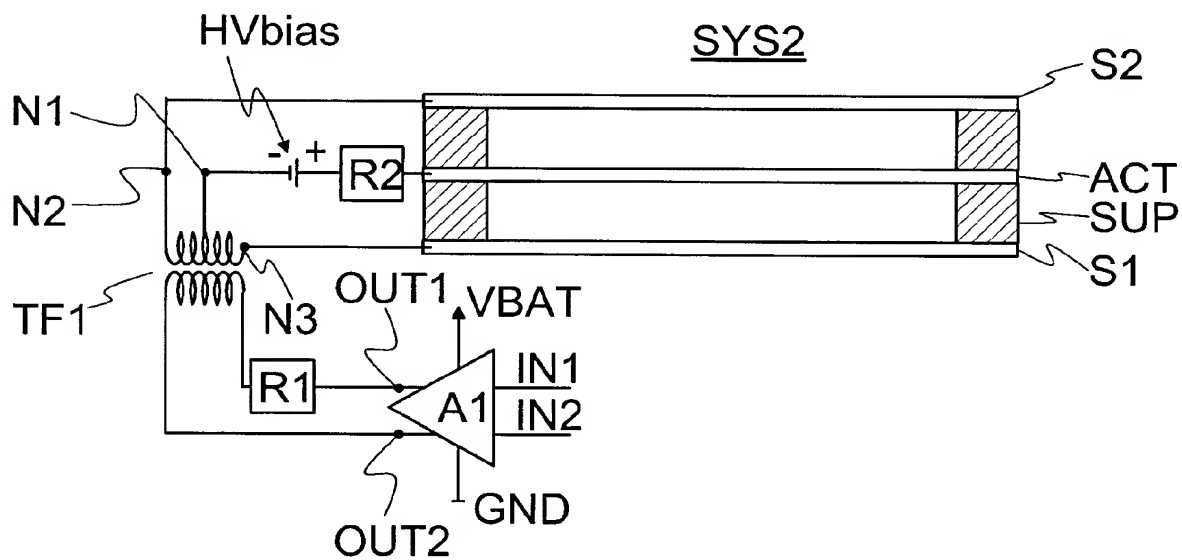 HVbias
SYS2
S2
N1
- +
R2
ACT
N2
SUP
S1
TF1
N3
OUT1
VBAT
R1
A1
IN1
IN2
GND
OUT2